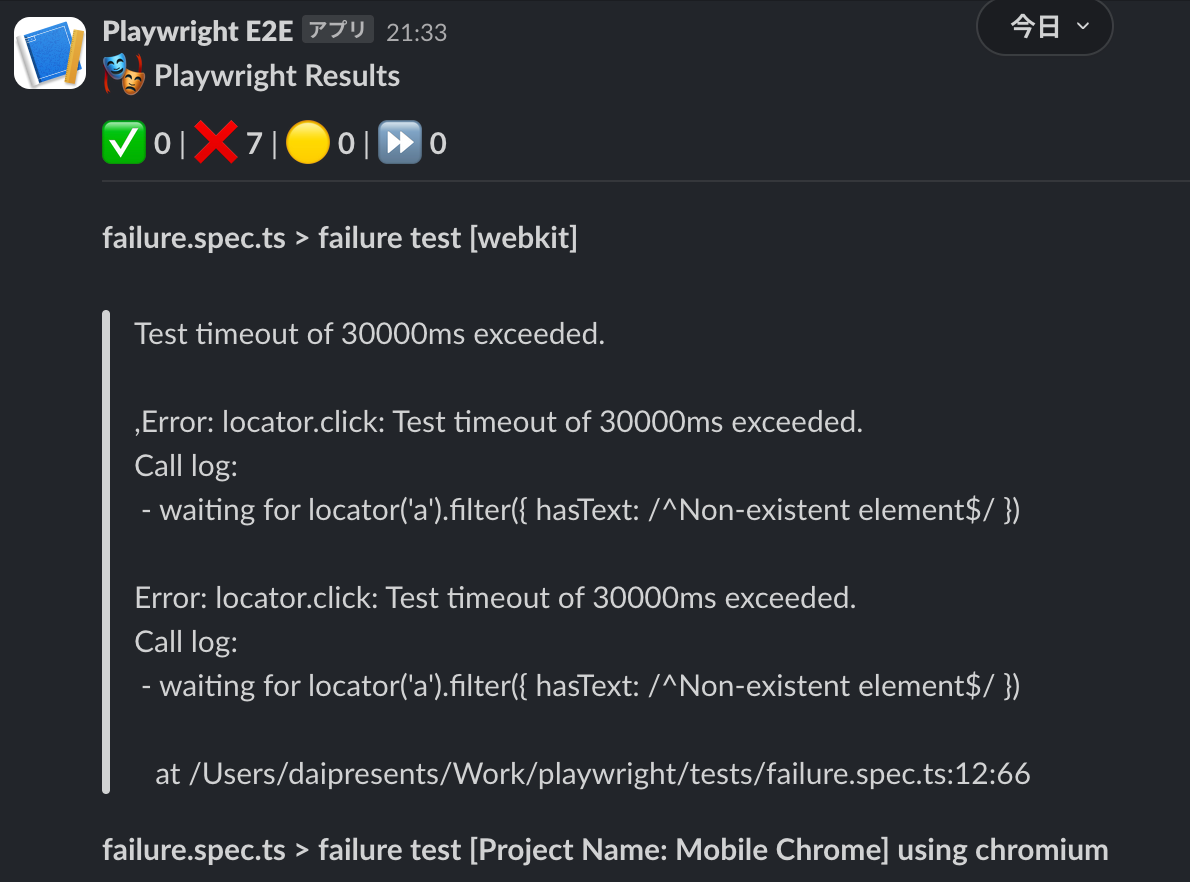 Playwright E2E アプリ 21:33
今日
Playwright Results
0 | 7 | 0 | 0
failure.spec.ts > failure test [webkit]
Test timeout of 30000ms exceeded.
,Error: locator.click: Test timeout of 30000ms exceeded.
Call log:
- waiting for locator('a').filter({ hasText: /^Non-existent element$/ })
Error: locator.click: Test timeout of 30000ms exceeded.
Call log:
- waiting for locator('a').filter({ hasText: /^Non-existent element$/ })
at /Users/daipresents/Work/playwright/tests/failure.spec.ts:12:66
failure.spec.ts > failure test [Project Name: Mobile Chrome] using chromium